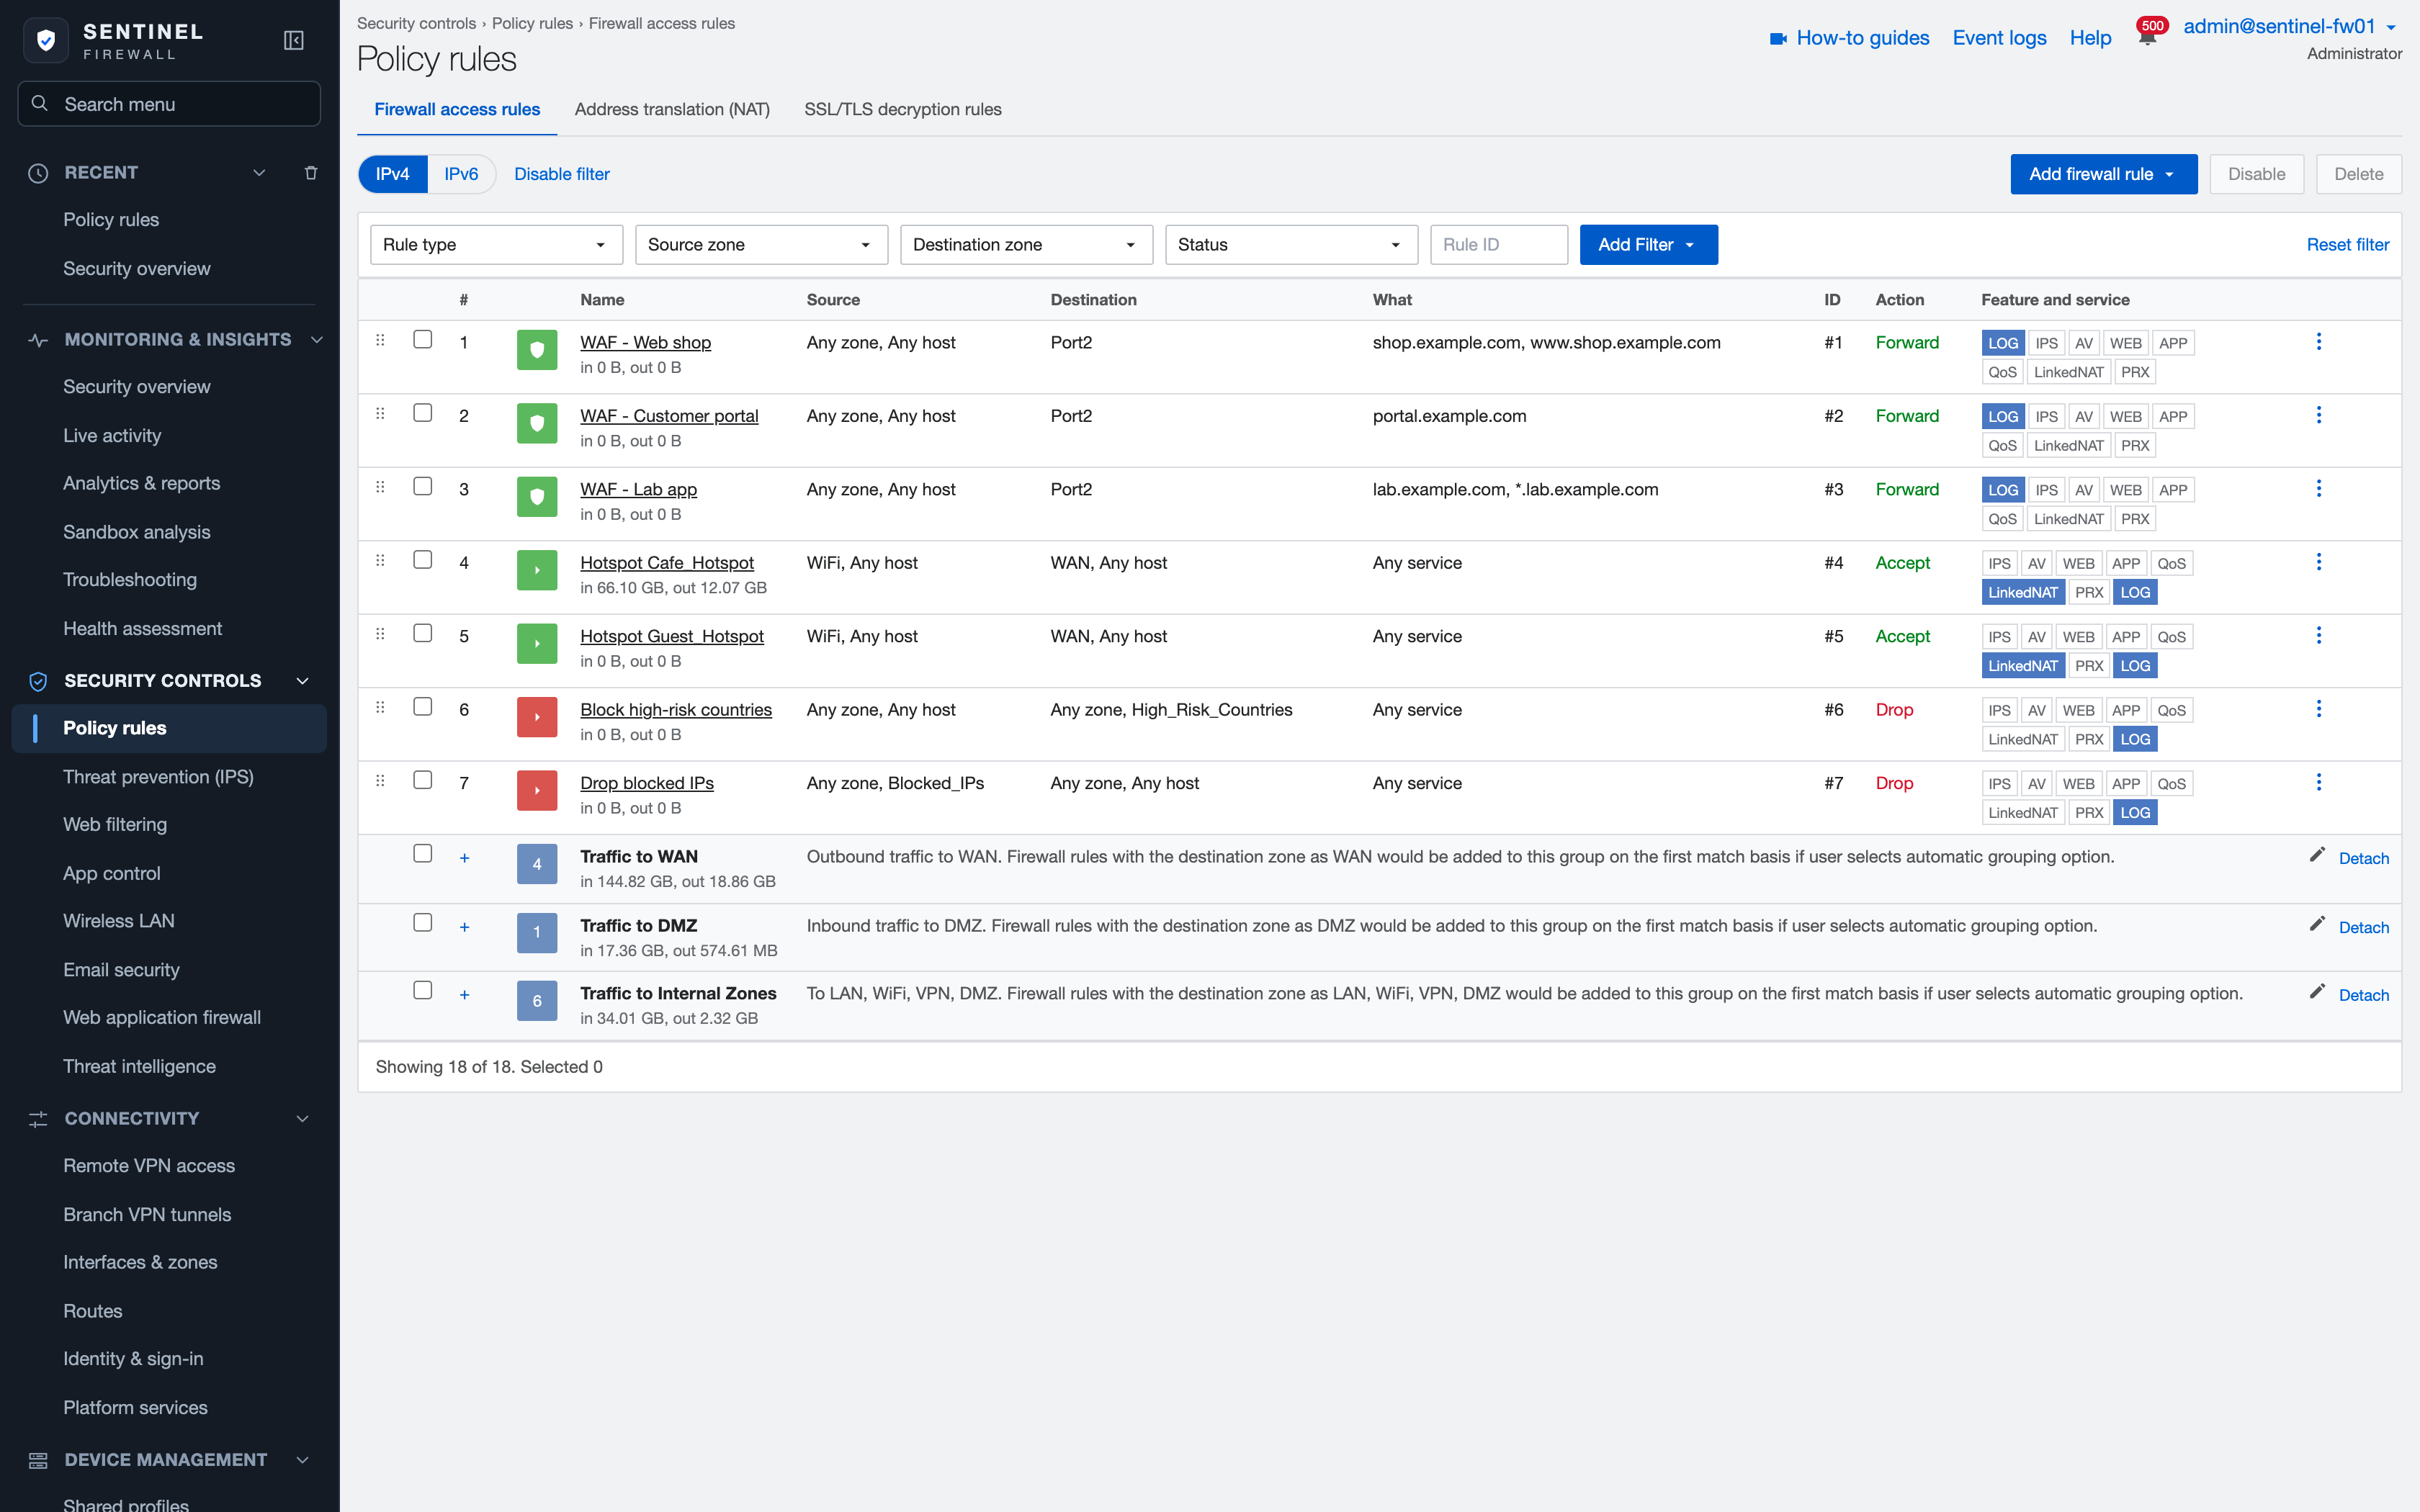 SENTINEL
FIREWALL
Search menu
RECENT
Policy rules
Security overview
MONITORING & INSIGHTS
Security overview
Live activity
Analytics & reports
Sandbox analysis
Troubleshooting
Health assessment
SECURITY CONTROLS
Policy rules
Threat prevention (IPS)
Web filtering
App control
Wireless LAN
Email security
Web application firewall
Threat intelligence
CONNECTIVITY
Remote VPN access
Branch VPN tunnels
Interfaces & zones
Routes
Identity & sign-in
Platform services
DEVICE MANAGEMENT
Shared profiles
Security controls › Policy rules › Firewall access rules
Policy rules
How-to guides Event logs Help 500 admin@sentinel-fw01
Administrator
Firewall access rules Address translation (NAT) SSL/TLS decryption rules
IPv4 IPv6 Disable filter Add firewall rule Disable Delete
Rule type Source zone Destination zone Status Rule ID Add Filter Reset filter
# Name Source Destination What ID Action Feature and service
1 WAF - Web shop Any zone, Any host Port2 shop.example.com, www.shop.example.com #1 Forward LOG IPS AV WEB APP
in 0 B, out 0 B QoS LinkedNAT PRX
2 WAF - Customer portal Any zone, Any host Port2 portal.example.com #2 Forward LOG IPS AV WEB APP
in 0 B, out 0 B QoS LinkedNAT PRX
3 WAF - Lab app Any zone, Any host Port2 lab.example.com, *.lab.example.com #3 Forward LOG IPS AV WEB APP
in 0 B, out 0 B QoS LinkedNAT PRX
4 Hotspot Cafe_Hotspot WiFi, Any host WAN, Any host Any service #4 Accept IPS AV WEB APP QoS
in 66.10 GB, out 12.07 GB LinkedNAT PRX LOG
5 Hotspot Guest_Hotspot WiFi, Any host WAN, Any host Any service #5 Accept IPS AV WEB APP QoS
in 0 B, out 0 B LinkedNAT PRX LOG
6 Block high-risk countries Any zone, Any host Any zone, High_Risk_Countries Any service #6 Drop IPS AV WEB APP QoS
in 0 B, out 0 B LinkedNAT PRX LOG
7 Drop blocked IPs Any zone, Blocked_IPs Any zone, Any host Any service #7 Drop IPS AV WEB APP QoS
in 0 B, out 0 B LinkedNAT PRX LOG
+ 4 Traffic to WAN Outbound traffic to WAN. Firewall rules with the destination zone as WAN would be added to this group on the first match basis if user selects automatic grouping option. Detach
in 144.82 GB, out 18.86 GB
+ 1 Traffic to DMZ Inbound traffic to DMZ. Firewall rules with the destination zone as DMZ would be added to this group on the first match basis if user selects automatic grouping option. Detach
in 17.36 GB, out 574.61 MB
+ 6 Traffic to Internal Zones To LAN, WiFi, VPN, DMZ. Firewall rules with the destination zone as LAN, WiFi, VPN, DMZ would be added to this group on the first match basis if user selects automatic grouping option. Detach
in 34.01 GB, out 2.32 GB
Showing 18 of 18. Selected 0